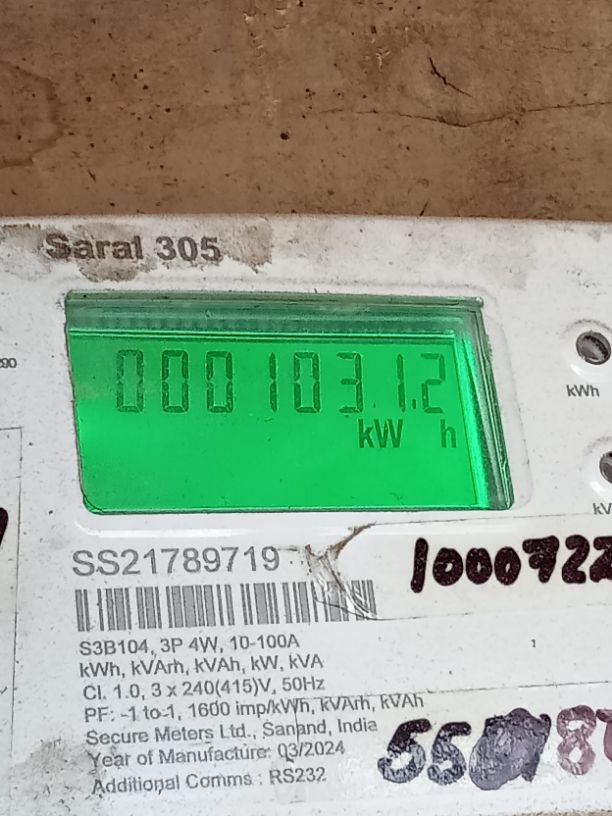 Saral 305
0001031.2
kWh
kW h
SS21789719
S3B104, 3P 4W, 10-100A
kWh, kVArh, kVAh, kW, kVA
Cl. 1.0, 3 x 240(415)V, 50Hz
PF: -1 to 1, 1600 imp/kWh, kVArh, kVAh
Secure Meters Ltd., Sanand, India
Year of Manufacture: 03/2024
Additional Comms : RS232